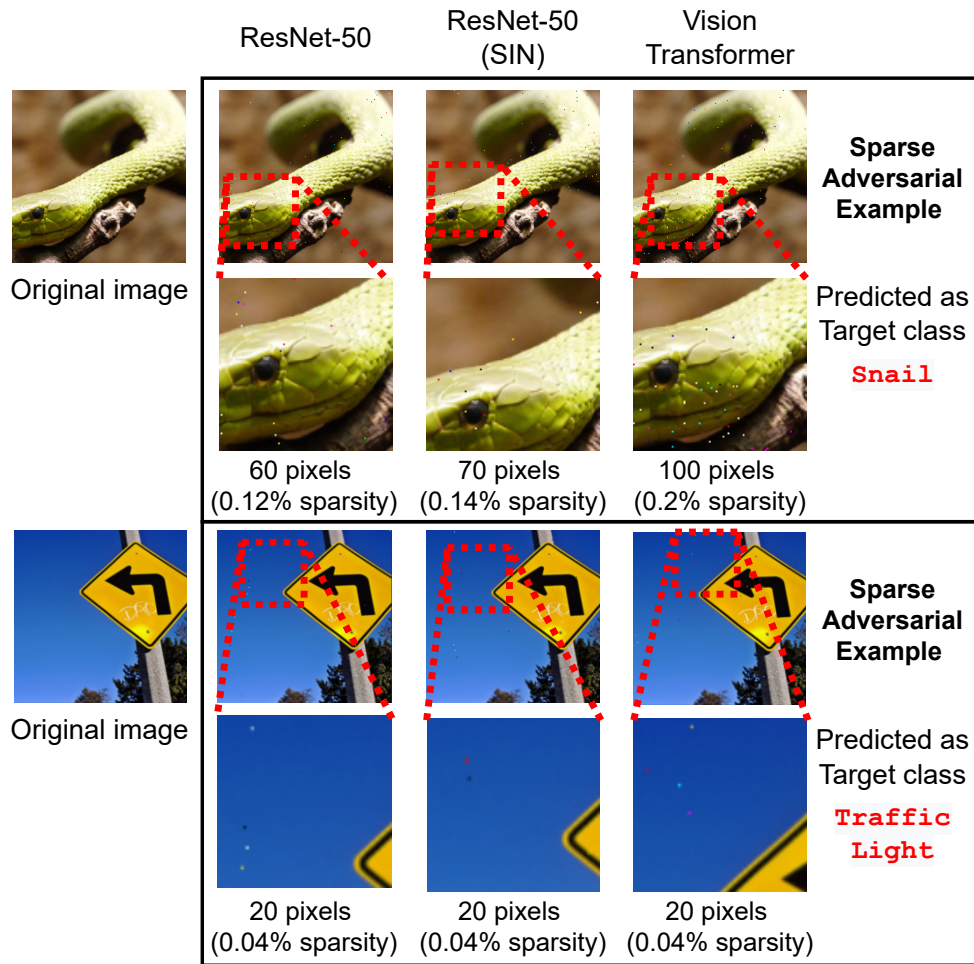 ResNet-50
ResNet-50
(SIN)
Vision
Transformer
Original image
Sparse
Adversarial
Example
Predicted as
Target class
Snail
60 pixels
(0.12% sparsity)
70 pixels
(0.14% sparsity)
100 pixels
(0.2% sparsity)
Original image
Sparse
Adversarial
Example
Predicted as
Target class
Traffic
Light
20 pixels
(0.04% sparsity)
20 pixels
(0.04% sparsity)
20 pixels
(0.04% sparsity)